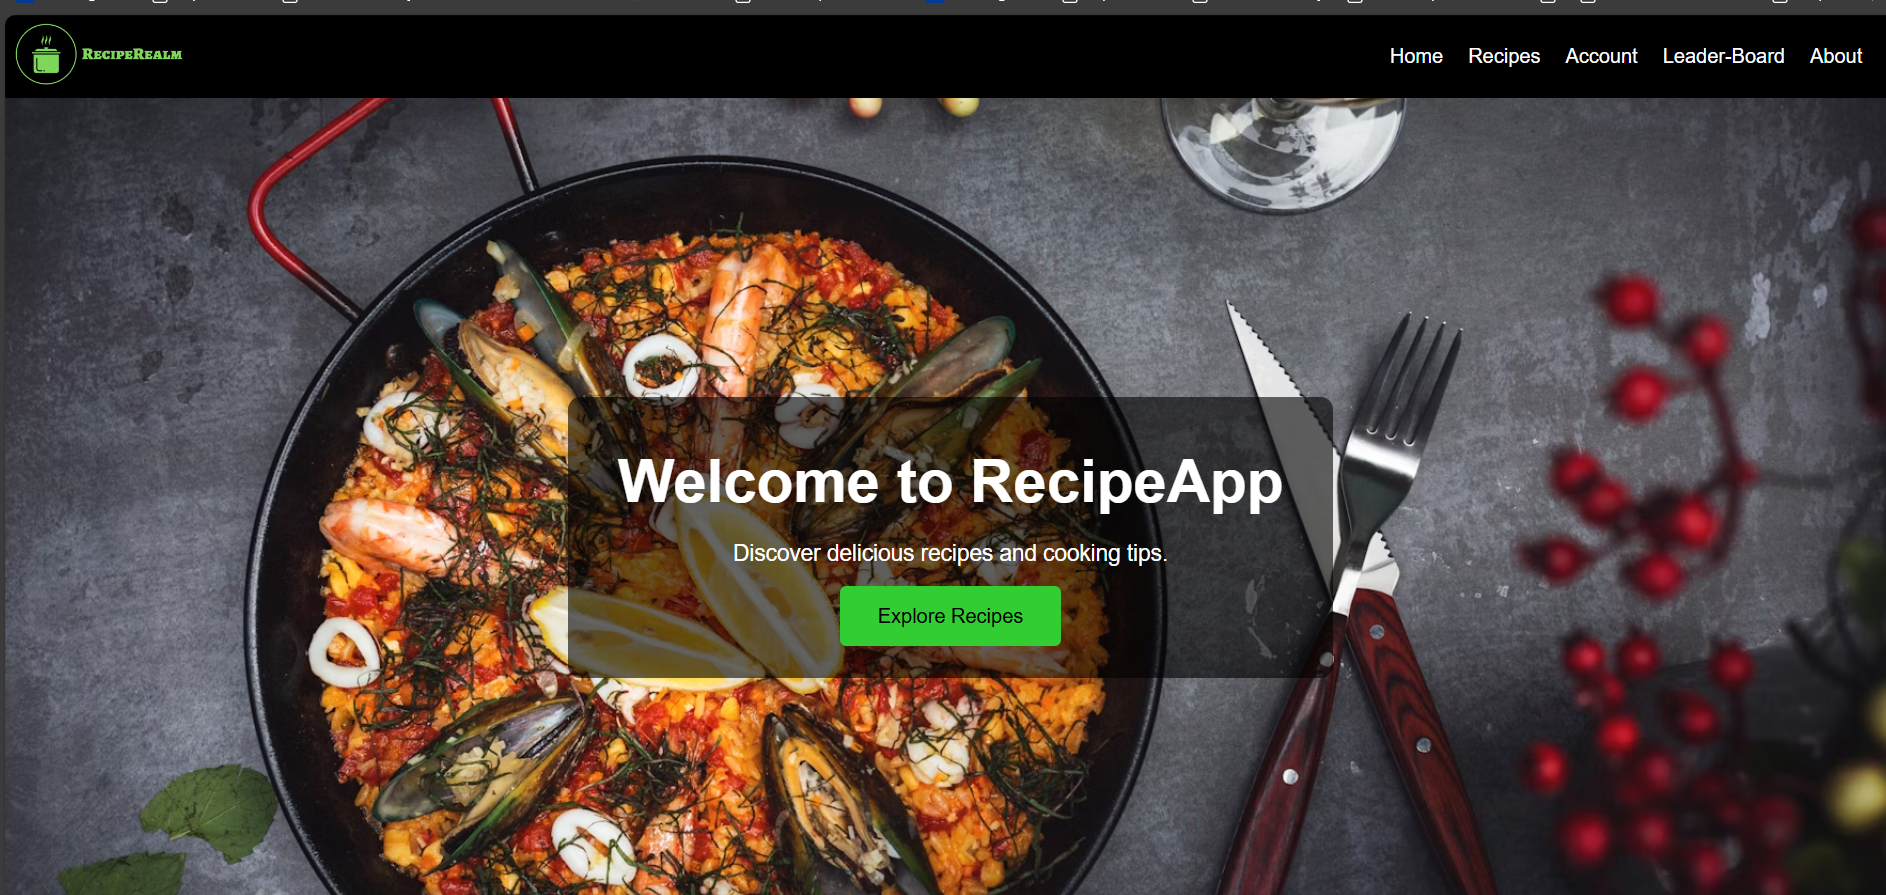 RecipeRealm
Home Recipes Account Leader-Board About
Welcome to RecipeApp
Discover delicious recipes and cooking tips.
Explore Recipes